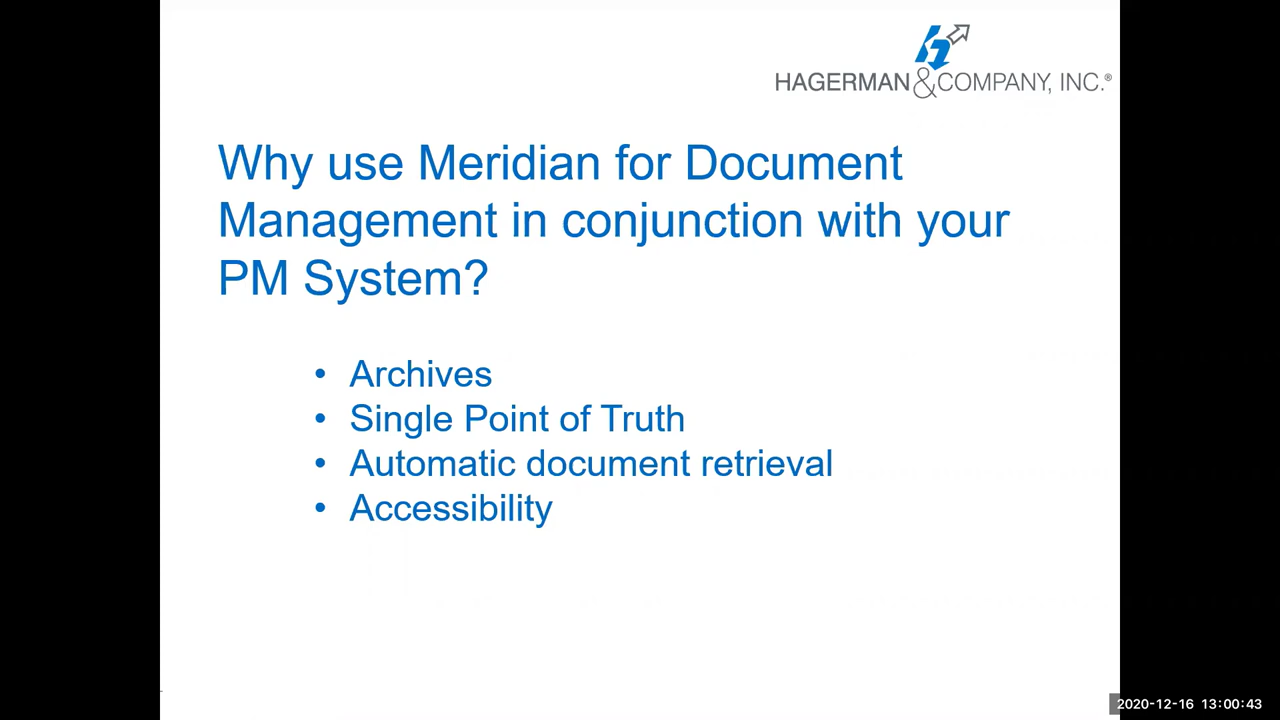 HAGERMAN & COMPANY, INC.®
Why use Meridian for Document
Management in conjunction with your
PM System?
• Archives
• Single Point of Truth
• Automatic document retrieval
• Accessibility
2020-12-16 13:00:43